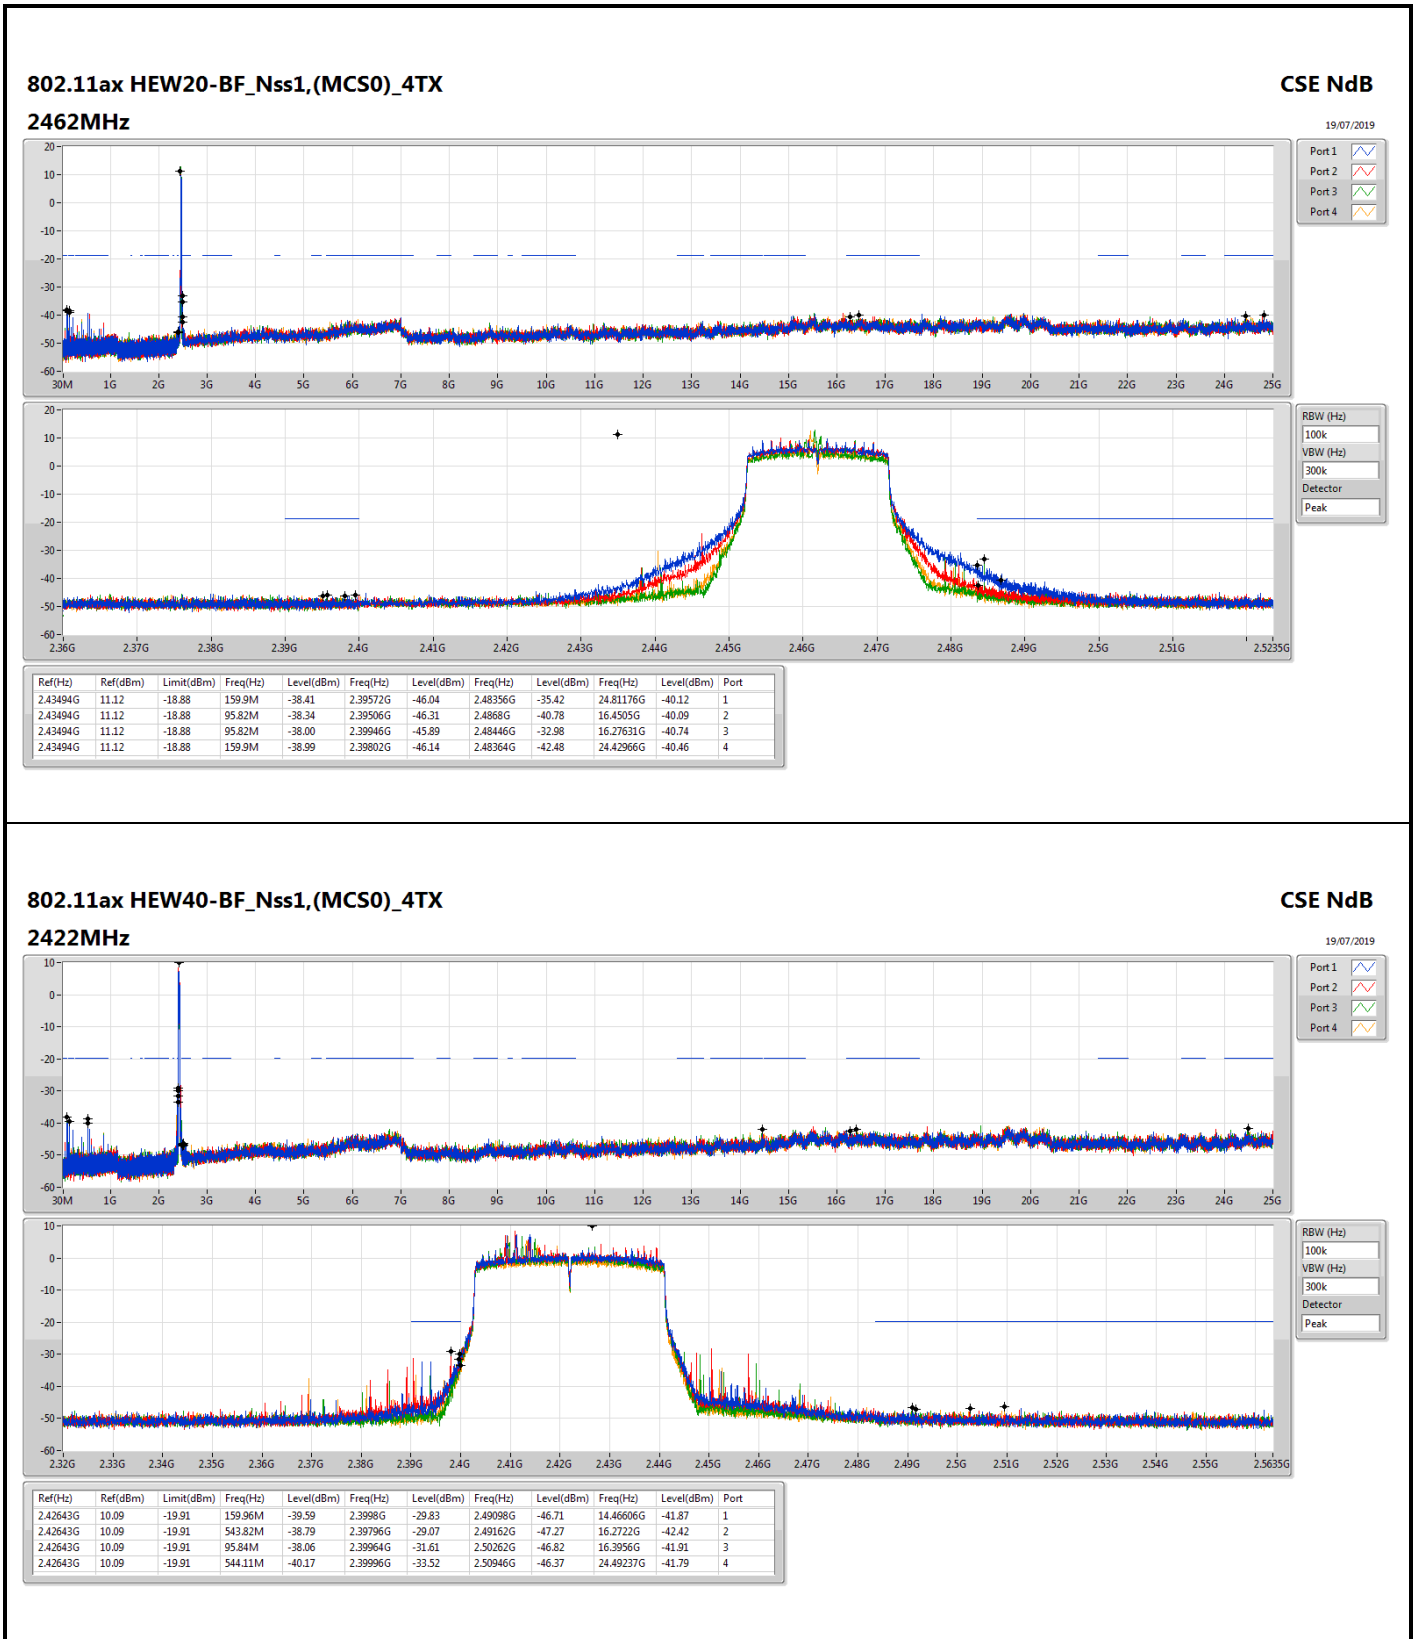 802.11ax HEW20-BF_Nss1,(MCS0)_4TX
CSE NdB
2462MHz
19/07/2019
Port 1
Port 2
Port 3
Port 4
20
10
0
-10
-20
-30
-40
-50
-60
30M 1G 2G 3G 4G 5G 6G 7G 8G 9G 10G 11G 12G 13G 14G 15G 16G 17G 18G 19G 20G 21G 22G 23G 24G 25G
20
10
0
-10
-20
-30
-40
-50
-60
2.36G 2.37G 2.38G 2.39G 2.4G 2.41G 2.42G 2.43G 2.44G 2.45G 2.46G 2.47G 2.48G 2.49G 2.5G 2.51G 2.5235G
RBW (Hz)
100k
VBW (Hz)
300k
Detector
Peak
Ref(Hz) Ref(dBm) Limit(dBm) Freq(Hz) Level(dBm) Freq(Hz) Level(dBm) Freq(Hz) Level(dBm) Freq(Hz) Level(dBm) Port
2.43494G 11.12 -18.88 159.9M -38.41 2.39572G -46.04 2.48356G -35.42 24.81176G -40.12 1
2.43494G 11.12 -18.88 95.82M -38.34 2.39506G -46.31 2.4868G -40.78 16.4505G -40.09 2
2.43494G 11.12 -18.88 95.82M -38.00 2.39946G -45.89 2.48446G -32.98 16.27631G -40.74 3
2.43494G 11.12 -18.88 159.9M -38.99 2.39802G -46.14 2.48364G -42.48 24.42966G -40.46 4
802.11ax HEW40-BF_Nss1,(MCS0)_4TX
CSE NdB
2422MHz
19/07/2019
Port 1
Port 2
Port 3
Port 4
10
0
-10
-20
-30
-40
-50
-60
30M 1G 2G 3G 4G 5G 6G 7G 8G 9G 10G 11G 12G 13G 14G 15G 16G 17G 18G 19G 20G 21G 22G 23G 24G 25G
10
0
-10
-20
-30
-40
-50
-60
2.32G 2.33G 2.34G 2.35G 2.36G 2.37G 2.38G 2.39G 2.4G 2.41G 2.42G 2.43G 2.44G 2.45G 2.46G 2.47G 2.48G 2.49G 2.5G 2.51G 2.52G 2.53G 2.54G 2.55G 2.5635G
RBW (Hz)
100k
VBW (Hz)
300k
Detector
Peak
Ref(Hz) Ref(dBm) Limit(dBm) Freq(Hz) Level(dBm) Freq(Hz) Level(dBm) Freq(Hz) Level(dBm) Freq(Hz) Level(dBm) Port
2.42643G 10.09 -19.91 159.96M -39.59 2.3998G -29.83 2.49098G -46.71 14.46606G -41.87 1
2.42643G 10.09 -19.91 543.82M -38.79 2.39796G -29.07 2.49162G -47.27 16.2722G -42.42 2
2.42643G 10.09 -19.91 95.84M -38.06 2.39964G -31.61 2.50262G -46.82 16.3956G -41.91 3
2.42643G 10.09 -19.91 544.11M -40.17 2.39996G -33.52 2.50946G -46.37 24.49237G -41.79 4